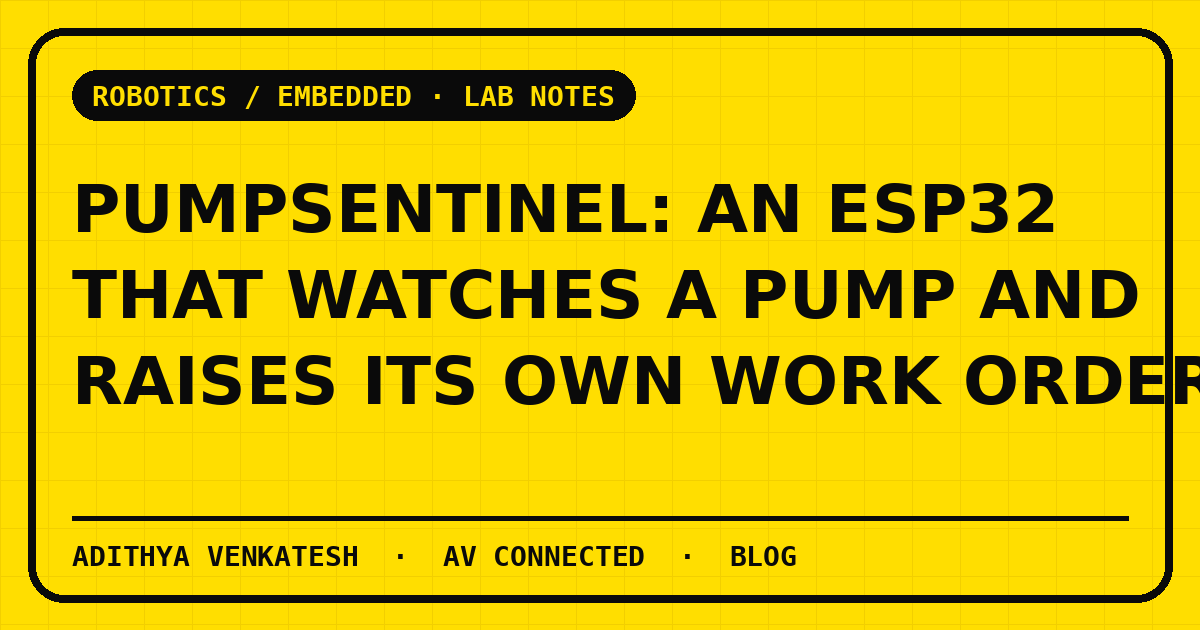 ROBOTICS / EMBEDDED · LAB NOTES
PUMPSENTINEL: AN ESP32
THAT WATCHES A PUMP AND
RAISES ITS OWN WORK ORDER
ADITHYA VENKATESH · AV CONNECTED · BLOG